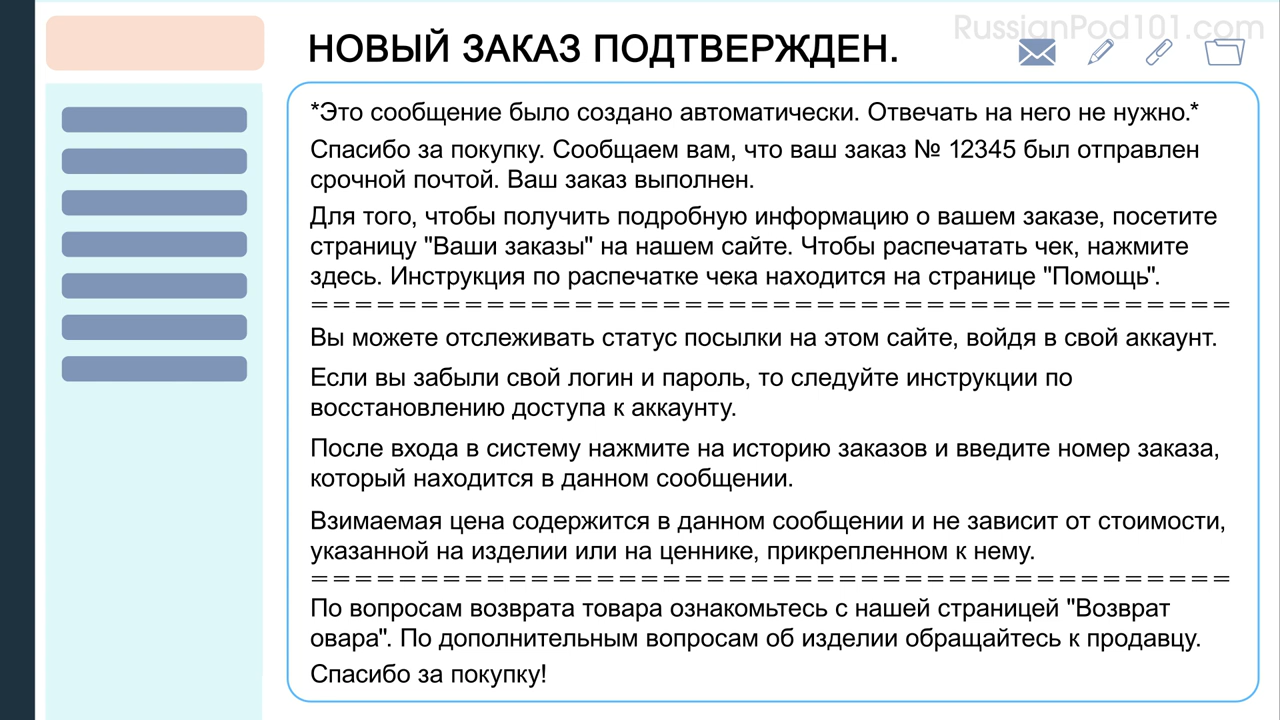 RussianPod101.com
НОВЫЙ ЗАКАЗ ПОДТВЕРЖДЕН.
*Это сообщение было создано автоматически. Отвечать на него не нужно.*
Спасибо за покупку. Сообщаем вам, что ваш заказ № 12345 был отправлен
срочной почтой. Ваш заказ выполнен.
Для того, чтобы получить подробную информацию о вашем заказе, посетите
страницу "Ваши заказы" на нашем сайте. Чтобы распечатать чек, нажмите
здесь. Инструкция по распечатке чека находится на странице "Помощь".
==========================================
Вы можете отслеживать статус посылки на этом сайте, войдя в свой аккаунт.
Если вы забыли свой логин и пароль, то следуйте инструкции по
восстановлению доступа к аккаунту.
После входа в систему нажмите на историю заказов и введите номер заказа,
который находится в данном сообщении.
Взимаемая цена содержится в данном сообщении и не зависит от стоимости,
указанной на изделии или на ценнике, прикрепленном к нему.
==========================================
По вопросам возврата товара ознакомьтесь с нашей страницей "Возврат
овара". По дополнительным вопросам об изделии обращайтесь к продавцу.
Спасибо за покупку!